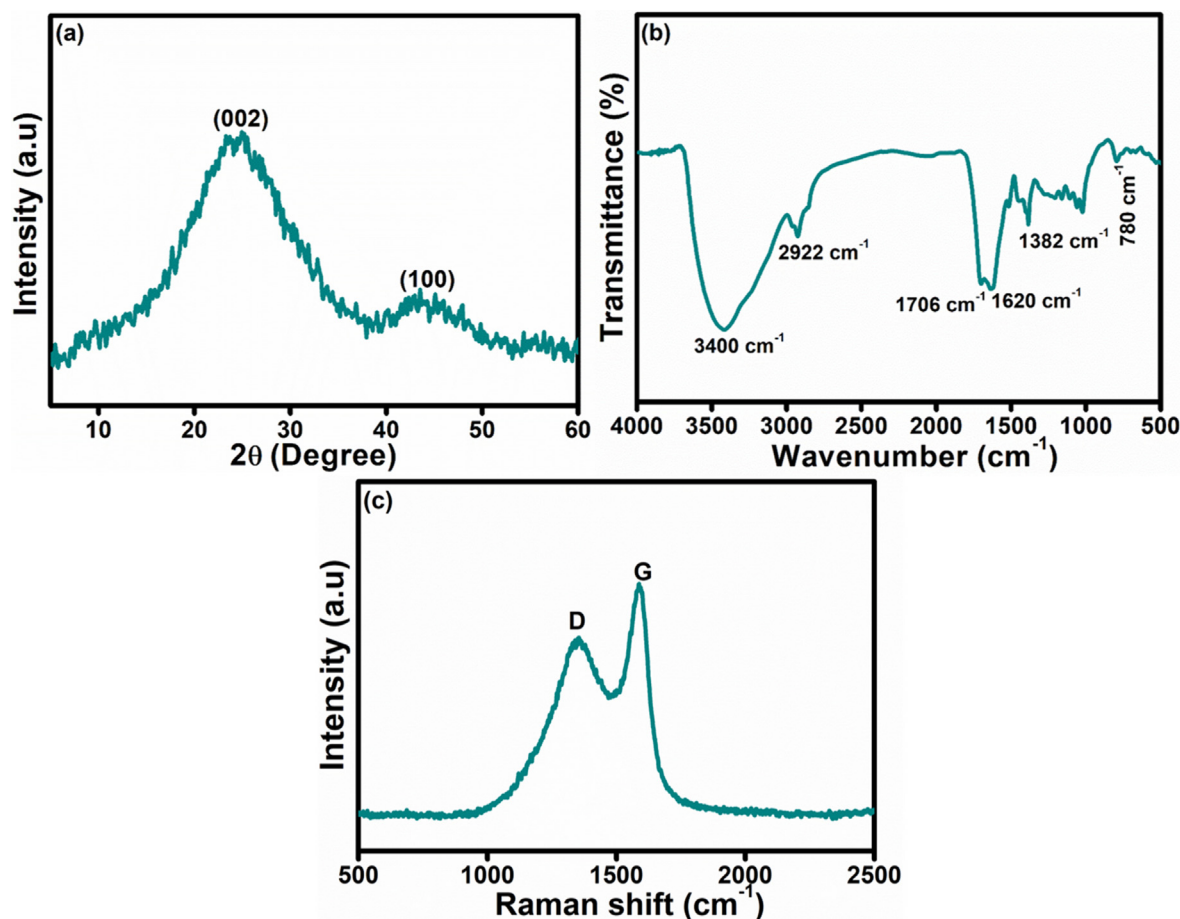 (a)
(002)
(100)
Intensity (a.u)
10 20 30 40 50 60
2θ (Degree)
(b)
Transmittance (%)
2922 cm⁻¹
1382 cm⁻¹
780 cm⁻¹
1706 cm⁻¹ 1620 cm⁻¹
3400 cm⁻¹
4000 3500 3000 2500 2000 1500 1000 500
Wavenumber (cm⁻¹)
(c)
G
D
Intensity (a.u)
500 1000 1500 2000 2500
Raman shift (cm⁻¹)